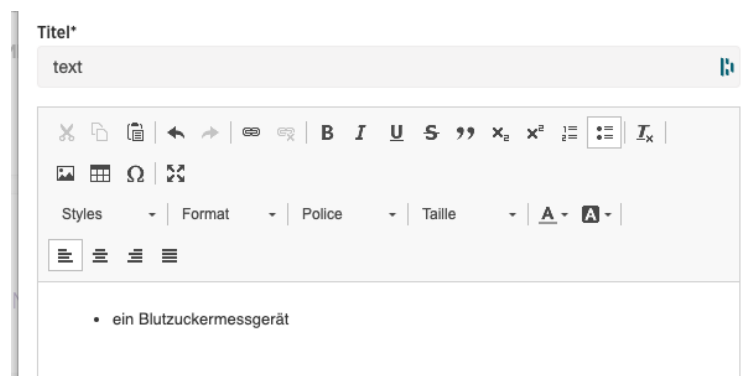 Titel*
text
Styles Format Police Taille
ein Blutzuckermessgerät